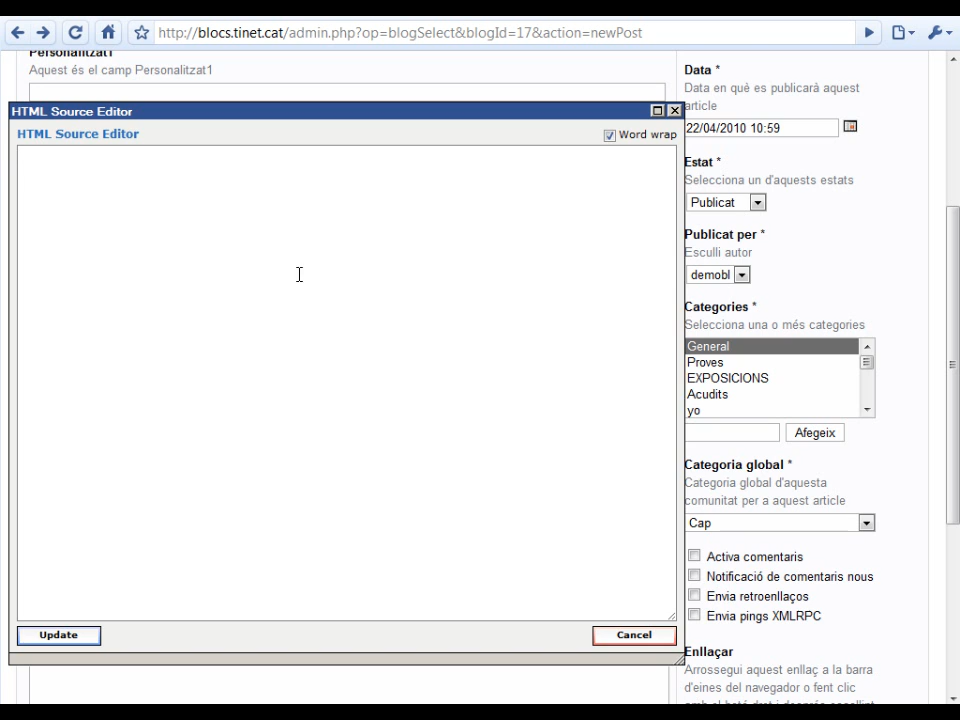 http://blocs.tinet.cat/admin.php?op=blogSelect&blogId=17&action=newPost
Personalitzat1
Aquest és el camp Personalitzat1
HTML Source Editor
HTML Source Editor
Word wrap
Update
Cancel
Data *
Data en què es publicarà aquest
article
22/04/2010 10:59
Estat *
Selecciona un d'aquests estats
Publicat
Publicat per *
Esculli autor
demobl
Categories *
Selecciona una o més categories
General
Proves
EXPOSICIONS
Acudits
yo
Afegeix
Categoria global *
Categoria global d'aquesta
comunitat per a aquest article
Cap
Activa comentaris
Notificació de comentaris nous
Envia retroenllaços
Envia pings XMLRPC
Enllaçar
Arrossegui aquest enllaç a la barra
d'eines del navegador o fent clic